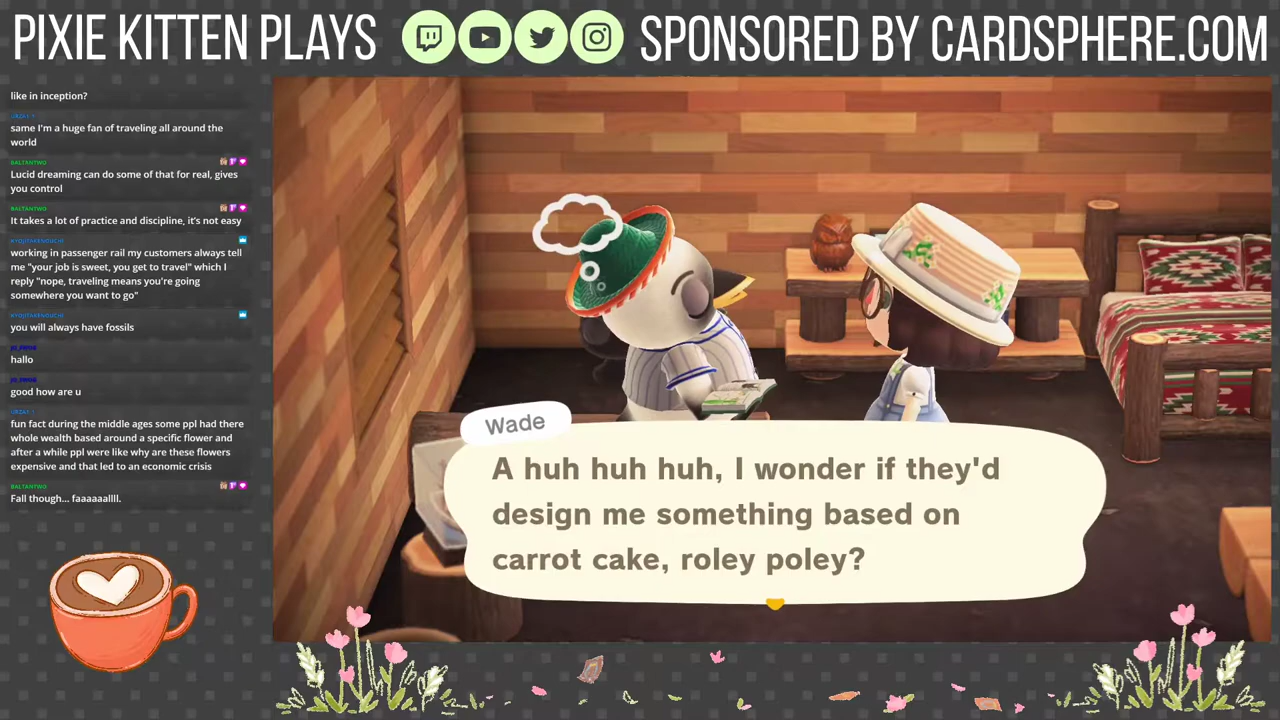 PIXIE KITTEN PLAYS
SPONSORED BY CARDSPHERE.COM
like in inception?
same I'm a huge fan of traveling all around the
world
BALTANTWO
Lucid dreaming can do some of that for real, gives
you control
BALTANTWO
It takes a lot of practice and discipline, it's not easy
working in passenger rail my customers always tell
me "your job is sweet, you get to travel" which I
reply "nope, traveling means you're going
somewhere you want to go"
you will always have fossils
hallo
good how are u
fun fact during the middle ages some ppl had there
whole wealth based around a specific flower and
after a while ppl were like why are these flowers
expensive and that led to an economic crisis
BALTANTWO
Fall though... faaaaaallll.
Wade
A huh huh huh, I wonder if they'd
design me something based on
carrot cake, roley poley?